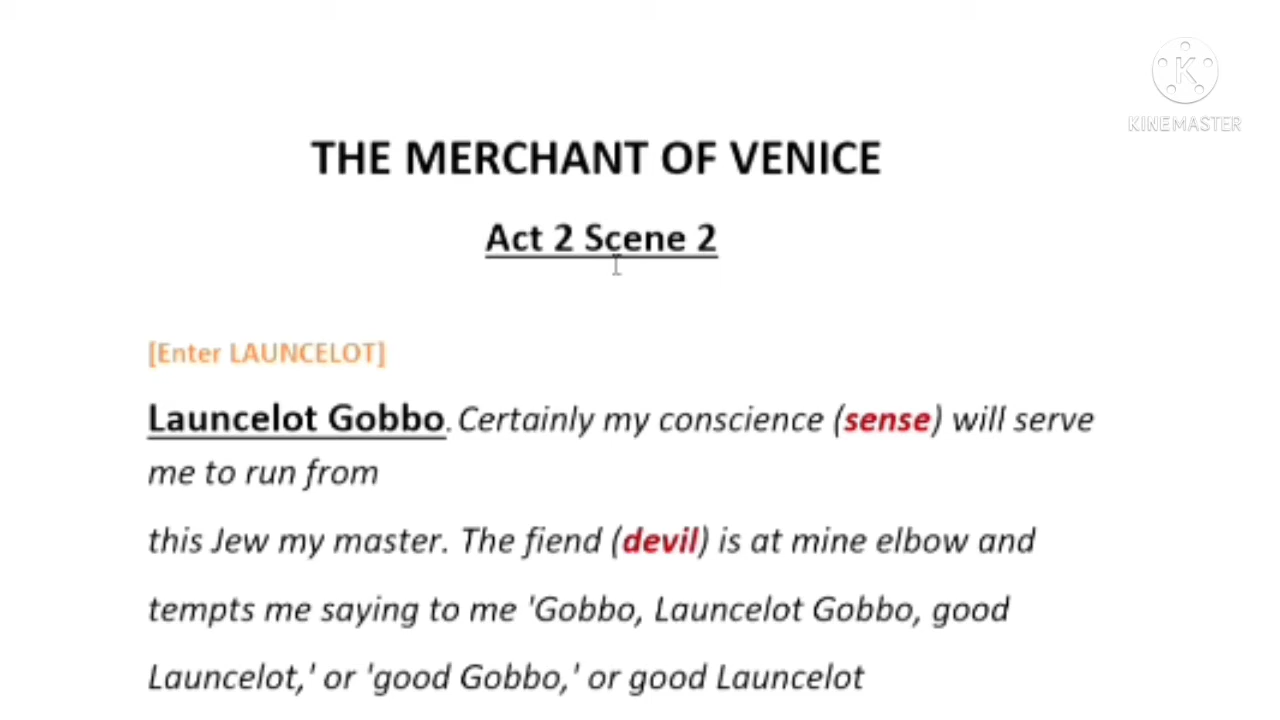 KINEMASTER
THE MERCHANT OF VENICE
Act 2 Scene 2
[Enter LAUNCELOT]
Launcelot Gobbo. Certainly my conscience (sense) will serve
me to run from
this Jew my master. The fiend (devil) is at mine elbow and
tempts me saying to me 'Gobbo, Launcelot Gobbo, good
Launcelot,' or 'good Gobbo,' or good Launcelot